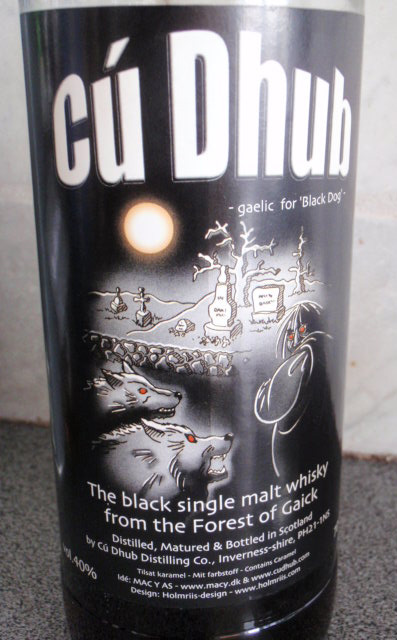 Cú Dhub
- gaelic for 'Black Dog' -
The black single malt whisky
from the Forest of Gaick
Distilled, Matured & Bottled in Scotland
by Cú Dhub Distilling Co., Inverness-shire, PH21-1NS
vol.40%
Tilsat karamel - Mit farbstoff - Contains Caramel
Idé: MAC Y AS - www.macy.dk & www.cudhub.com
Design: Holmriis-design - www.holmriis.com